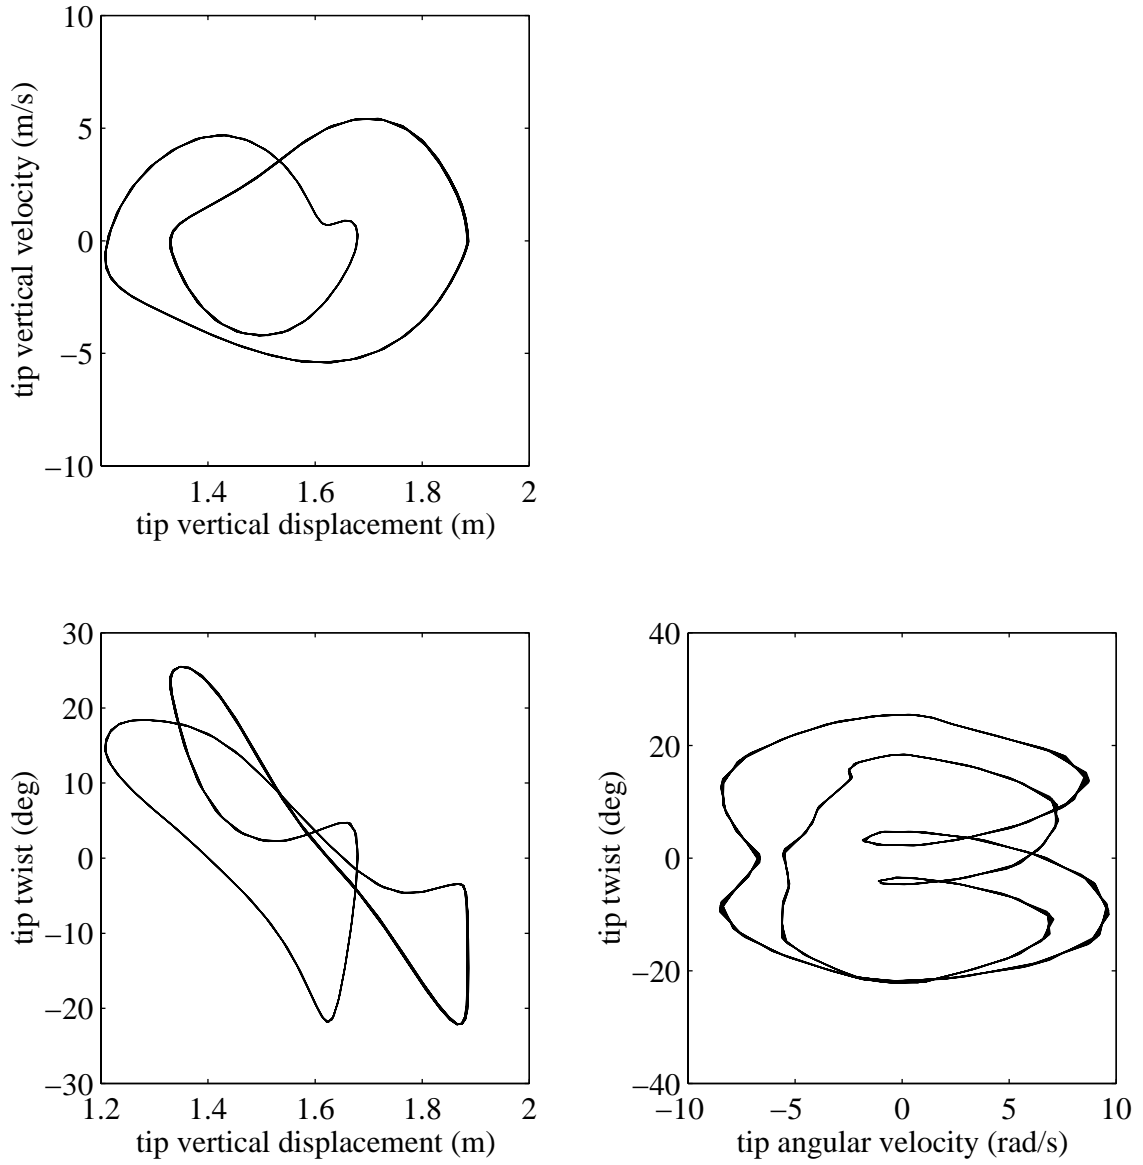 10
5
0
−5
−10
tip vertical velocity (m/s)
1.4 1.6 1.8 2
tip vertical displacement (m)
30
20
10
0
−10
−20
−30
tip twist (deg)
1.2 1.4 1.6 1.8 2
tip vertical displacement (m)
40
20
0
−20
−40
tip twist (deg)
−10 −5 0 5 10
tip angular velocity (rad/s)